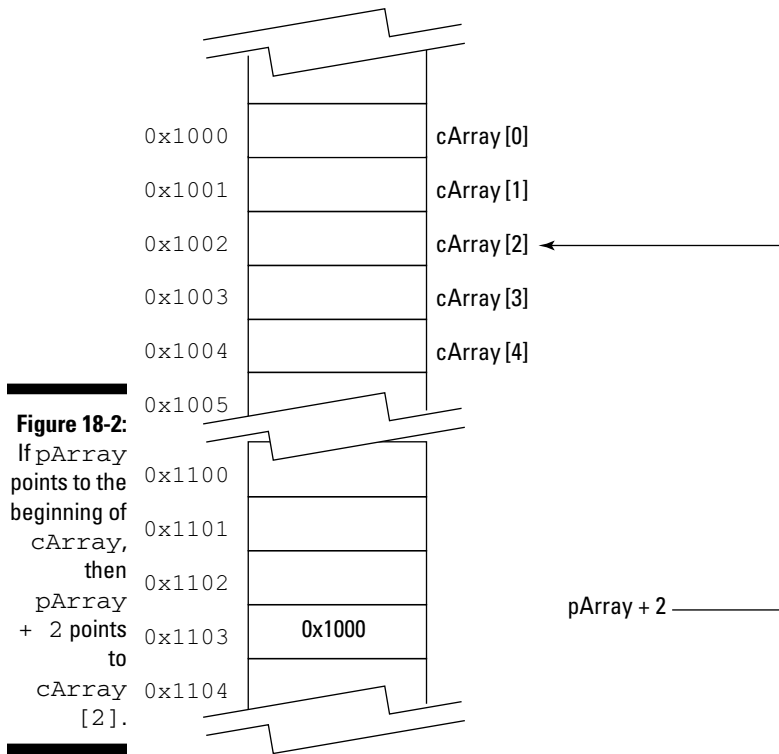 0x1000 cArray [0]
0x1001 cArray [1]
0x1002 cArray [2]
0x1003 cArray [3]
0x1004 cArray [4]
0x1005
Figure 18-2:
If pArray
points to the
beginning of
cArray,
then
pArray
+ 2 points
to
cArray
[2].
0x1100
0x1101
0x1102
0x1103 0x1000 pArray + 2
0x1104